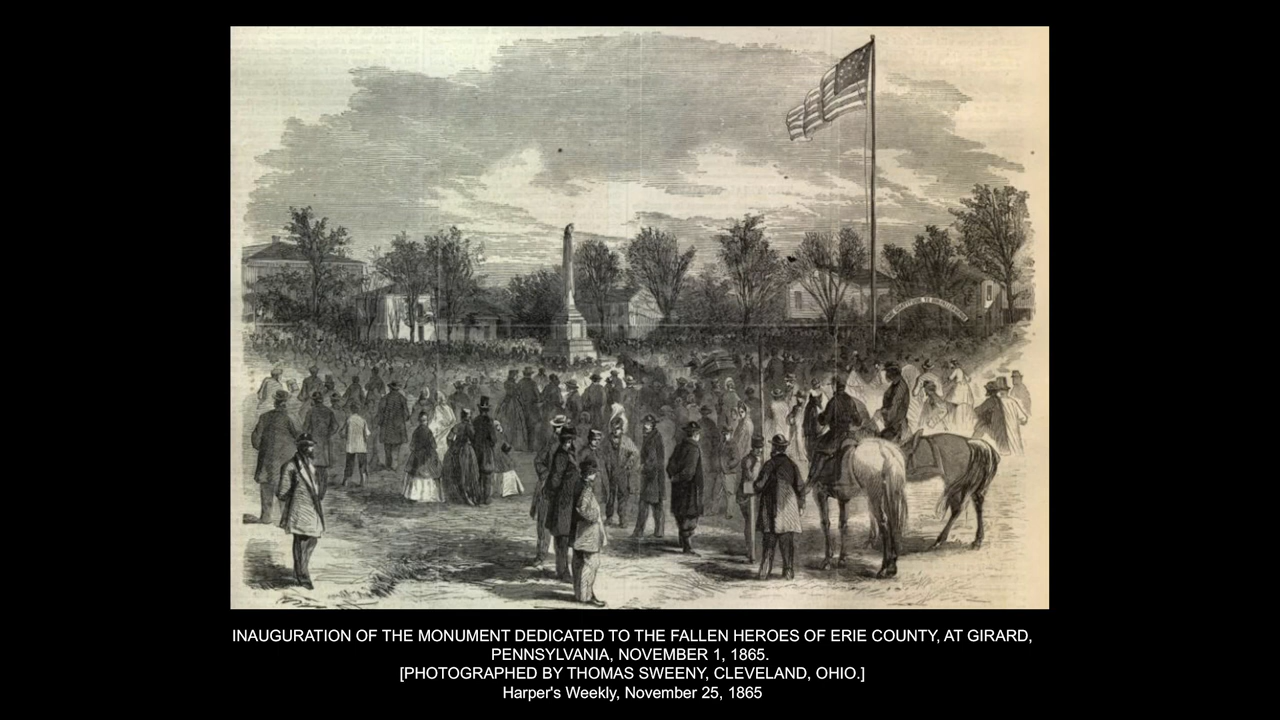 INAUGURATION OF THE MONUMENT DEDICATED TO THE FALLEN HEROES OF ERIE COUNTY, AT GIRARD,
PENNSYLVANIA, NOVEMBER 1, 1865.
[PHOTOGRAPHED BY THOMAS SWEENY, CLEVELAND, OHIO.]
Harper's Weekly, November 25, 1865